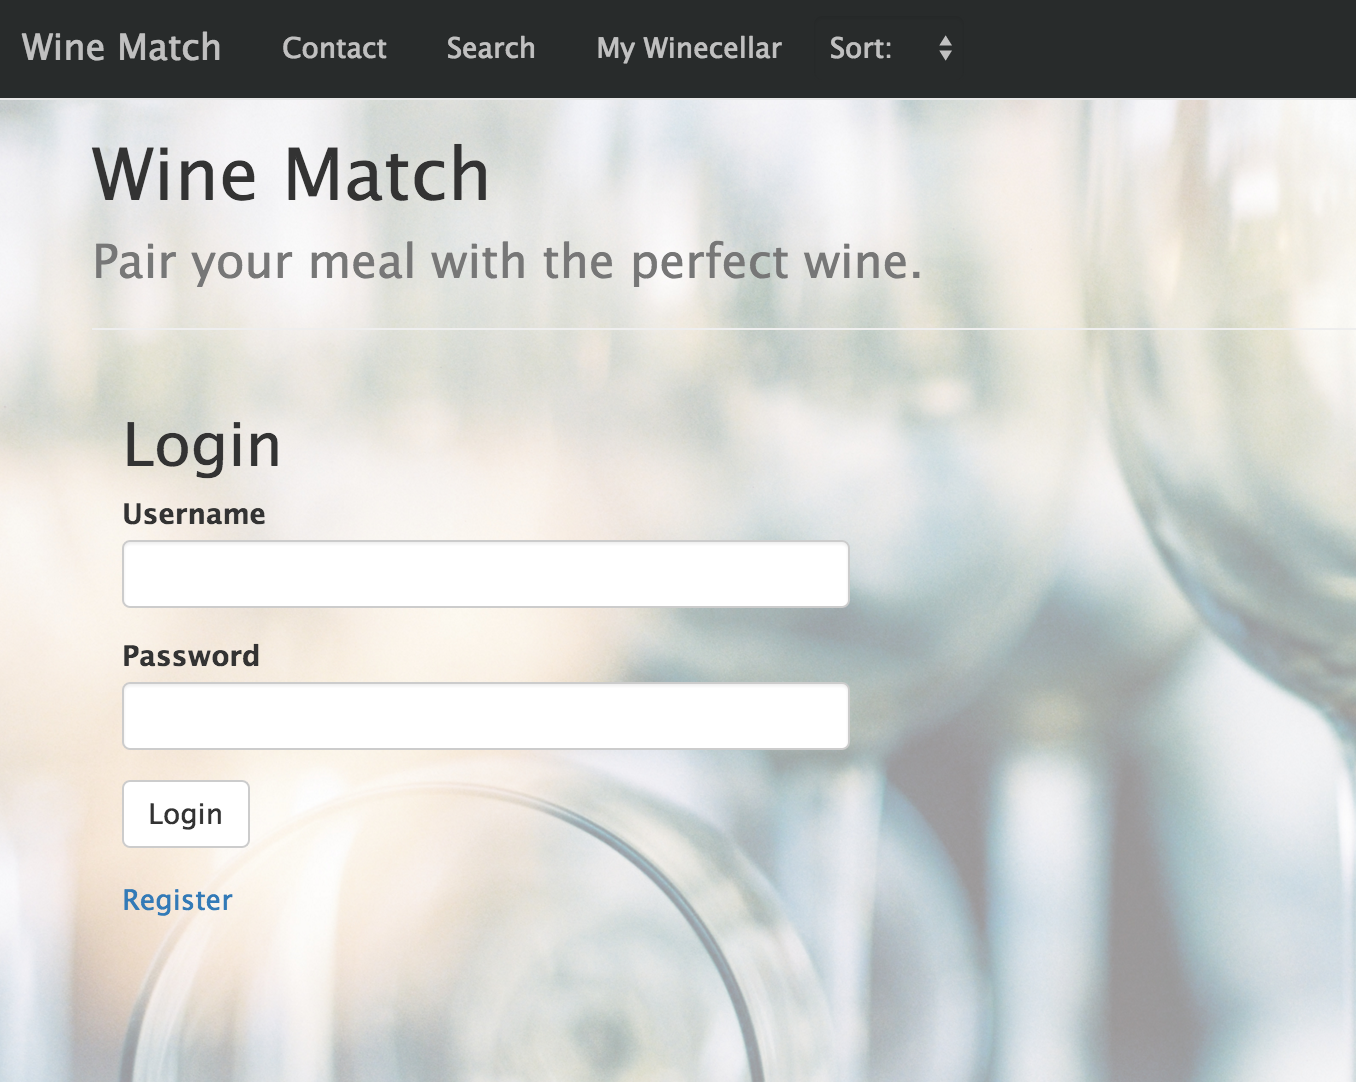 Wine Match Contact Search My Winecellar Sort:
Wine Match
Pair your meal with the perfect wine.
Login
Username
Password
Login
Register